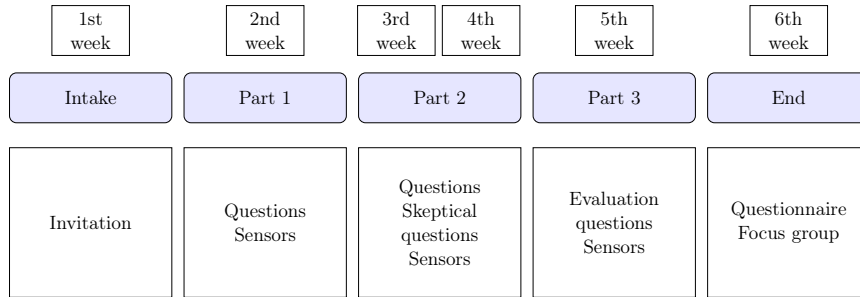 1st
week
2nd
week
3rd
week
4th
week
5th
week
6th
week
Intake
Part 1
Part 2
Part 3
End
Invitation
Questions
Sensors
Questions
Skeptical
questions
Sensors
Evaluation
questions
Sensors
Questionnaire
Focus group